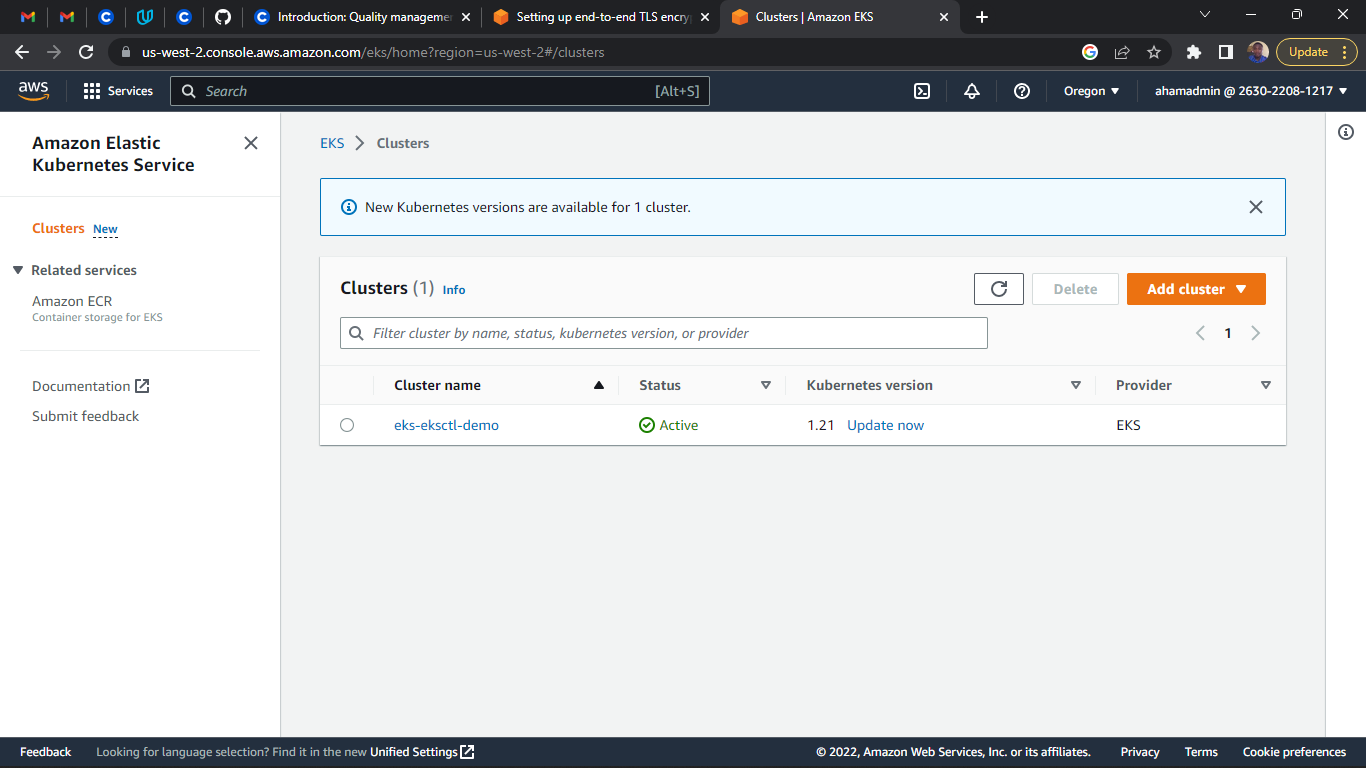 Introduction: Quality manageme
Setting up end-to-end TLS encry
Clusters | Amazon EKS
us-west-2.console.aws.amazon.com/eks/home?region=us-west-2#/clusters
Update
aws
Services
Search
[Alt+S]
Oregon
ahamadmin @ 2630-2208-1217
Amazon Elastic
Kubernetes Service
Clusters New
Related services
Amazon ECR
Container storage for EKS
Documentation
Submit feedback
EKS
Clusters
New Kubernetes versions are available for 1 cluster.
Clusters (1) Info
Delete
Add cluster
Filter cluster by name, status, kubernetes version, or provider
1
Cluster name
Status
Kubernetes version
Provider
eks-eksctl-demo
Active
1.21 Update now
EKS
Feedback
Looking for language selection? Find it in the new Unified Settings
© 2022, Amazon Web Services, Inc. or its affiliates.
Privacy
Terms
Cookie preferences